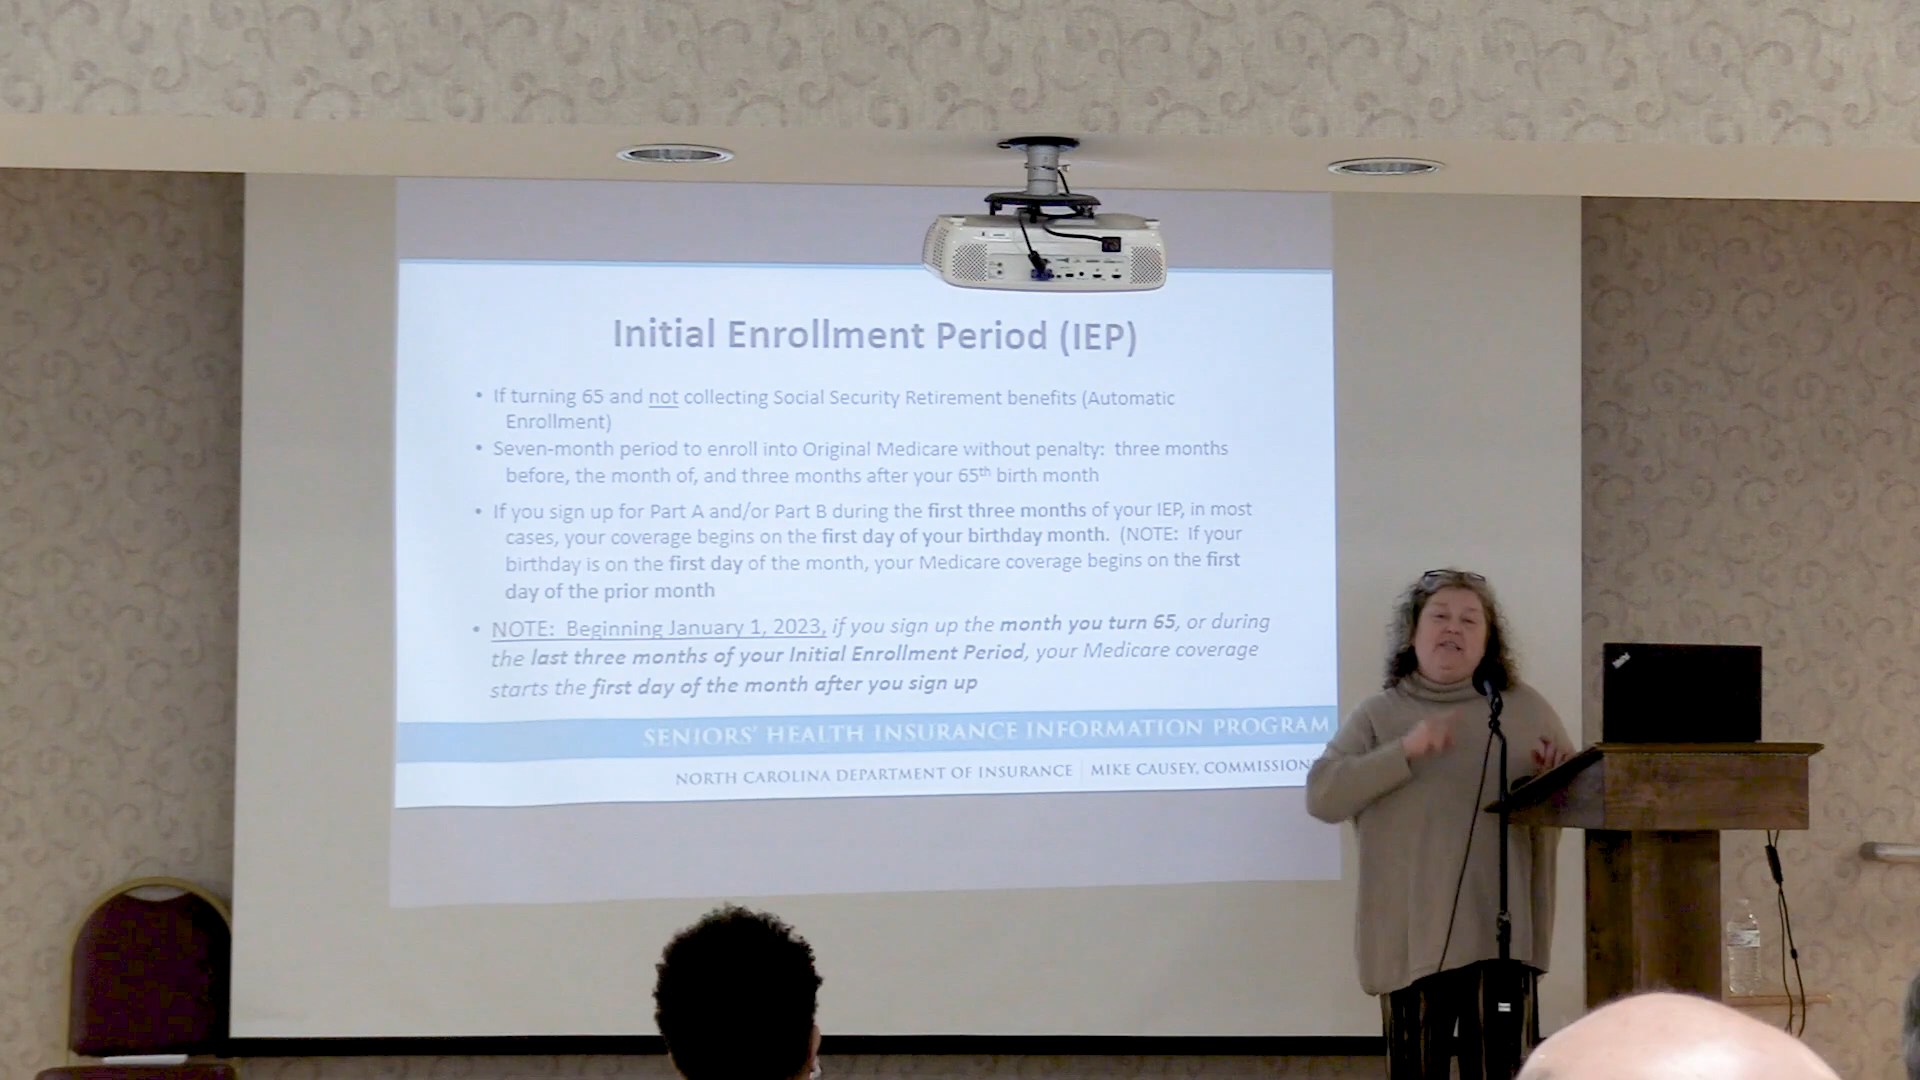 Initial Enrollment Period (IEP)
• If turning 65 and not collecting Social Security Retirement benefits (Automatic
Enrollment)
• Seven-month period to enroll into Original Medicare without penalty: three months
before, the month of, and three months after your 65th birth month
• If you sign up for Part A and/or Part B during the first three months of your IEP, in most
cases, your coverage begins on the first day of your birthday month. (NOTE: If your
birthday is on the first day of the month, your Medicare coverage begins on the first
day of the prior month
• NOTE: Beginning January 1, 2023, if you sign up the month you turn 65, or during
the last three months of your Initial Enrollment Period, your Medicare coverage
starts the first day of the month after you sign up
SENIORS' HEALTH INSURANCE INFORMATION PROGRAM
NORTH CAROLINA DEPARTMENT OF INSURANCE | MIKE CAUSEY, COMMISSION
ThinkPad